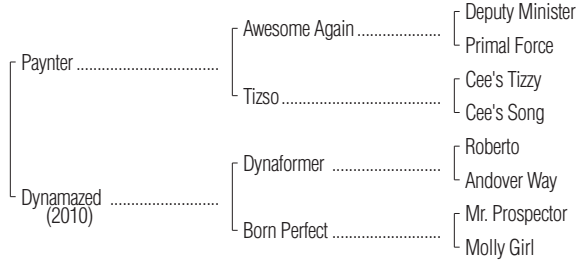 Deputy Minister
Awesome Again ..................
Primal Force
Paynter ...............................
Cee's Tizzy
Tizso ...................................
Cee's Song
Roberto
Dynaformer .......................
Andover Way
Dynamazed ........................
(2010)
Mr. Prospector
Born Perfect .......................
Molly Girl